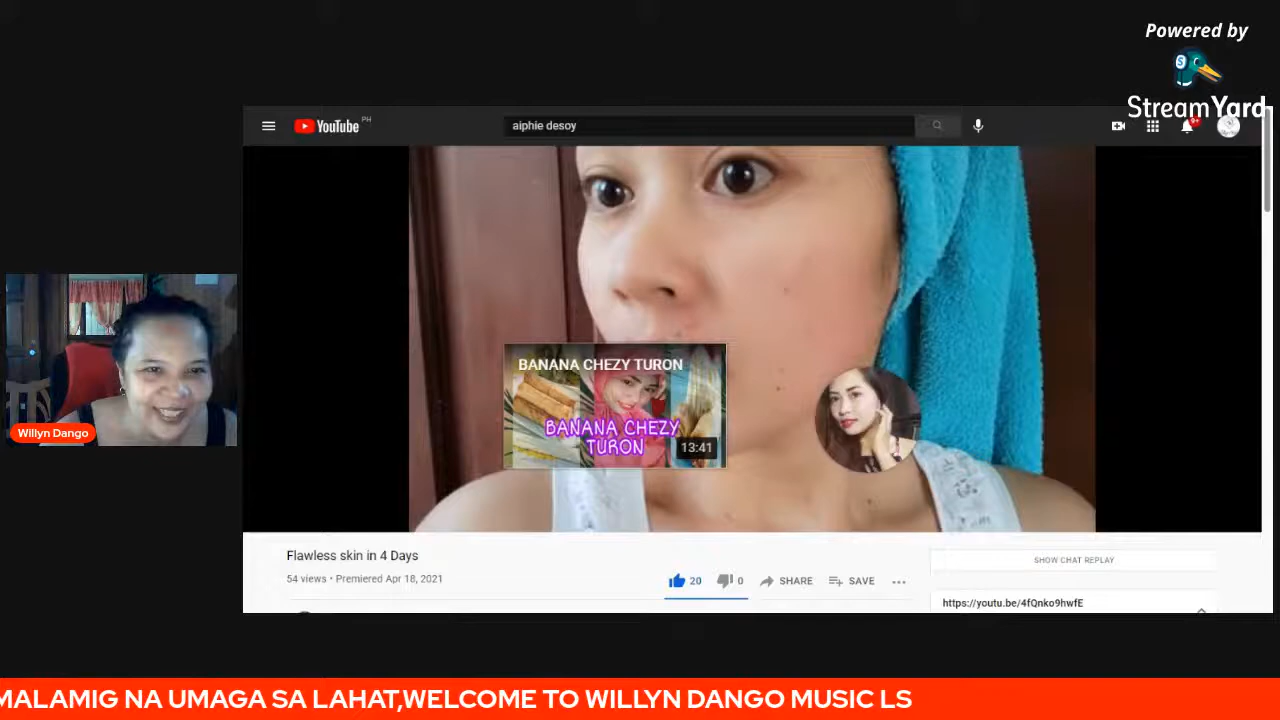 Powered by
StreamYard
YouTube PH
aiphie desoy
9+
BANANA CHEZY TURON
BANANA CHEZY
TURON
13:41
Willyn Dango
Flawless skin in 4 Days
54 views • Premiered Apr 18, 2021
20
0
SHARE
SAVE
SHOW CHAT REPLAY
https://youtu.be/4fQnko9hwfE
MALAMIG NA UMAGA SA LAHAT,WELCOME TO WILLYN DANGO MUSIC LS